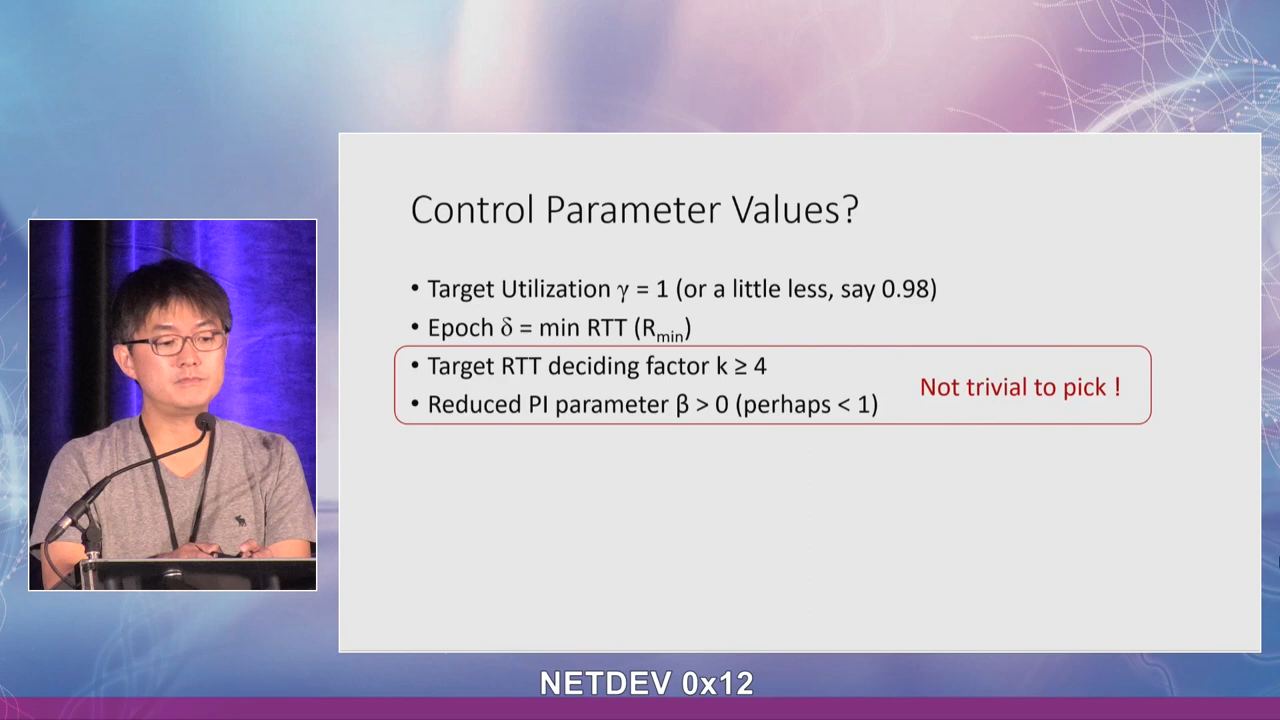 Control Parameter Values?
• Target Utilization γ = 1 (or a little less, say 0.98)
• Epoch δ = min RTT (Rmin)
• Target RTT deciding factor k ≥ 4
• Reduced PI parameter β > 0 (perhaps < 1)
Not trivial to pick !
NETDEV 0x12